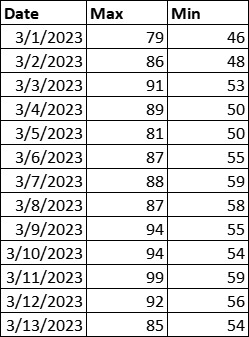 Date Max Min
3/1/2023 79 46
3/2/2023 86 48
3/3/2023 91 53
3/4/2023 89 50
3/5/2023 81 50
3/6/2023 87 55
3/7/2023 88 59
3/8/2023 87 58
3/9/2023 94 55
3/10/2023 94 54
3/11/2023 99 59
3/12/2023 92 56
3/13/2023 85 54